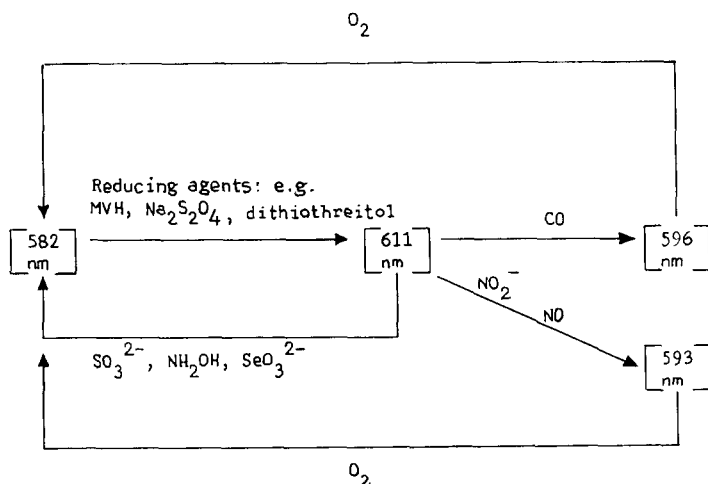 O₂
Reducing agents: e.g.
MVH, Na₂S₂O₄, dithiothreitol
[582 nm]
[611 nm]
CO
[596 nm]
NO₂⁻
NO
SO₃²⁻, NH₂OH, SeO₃²⁻
[593 nm]
O₂